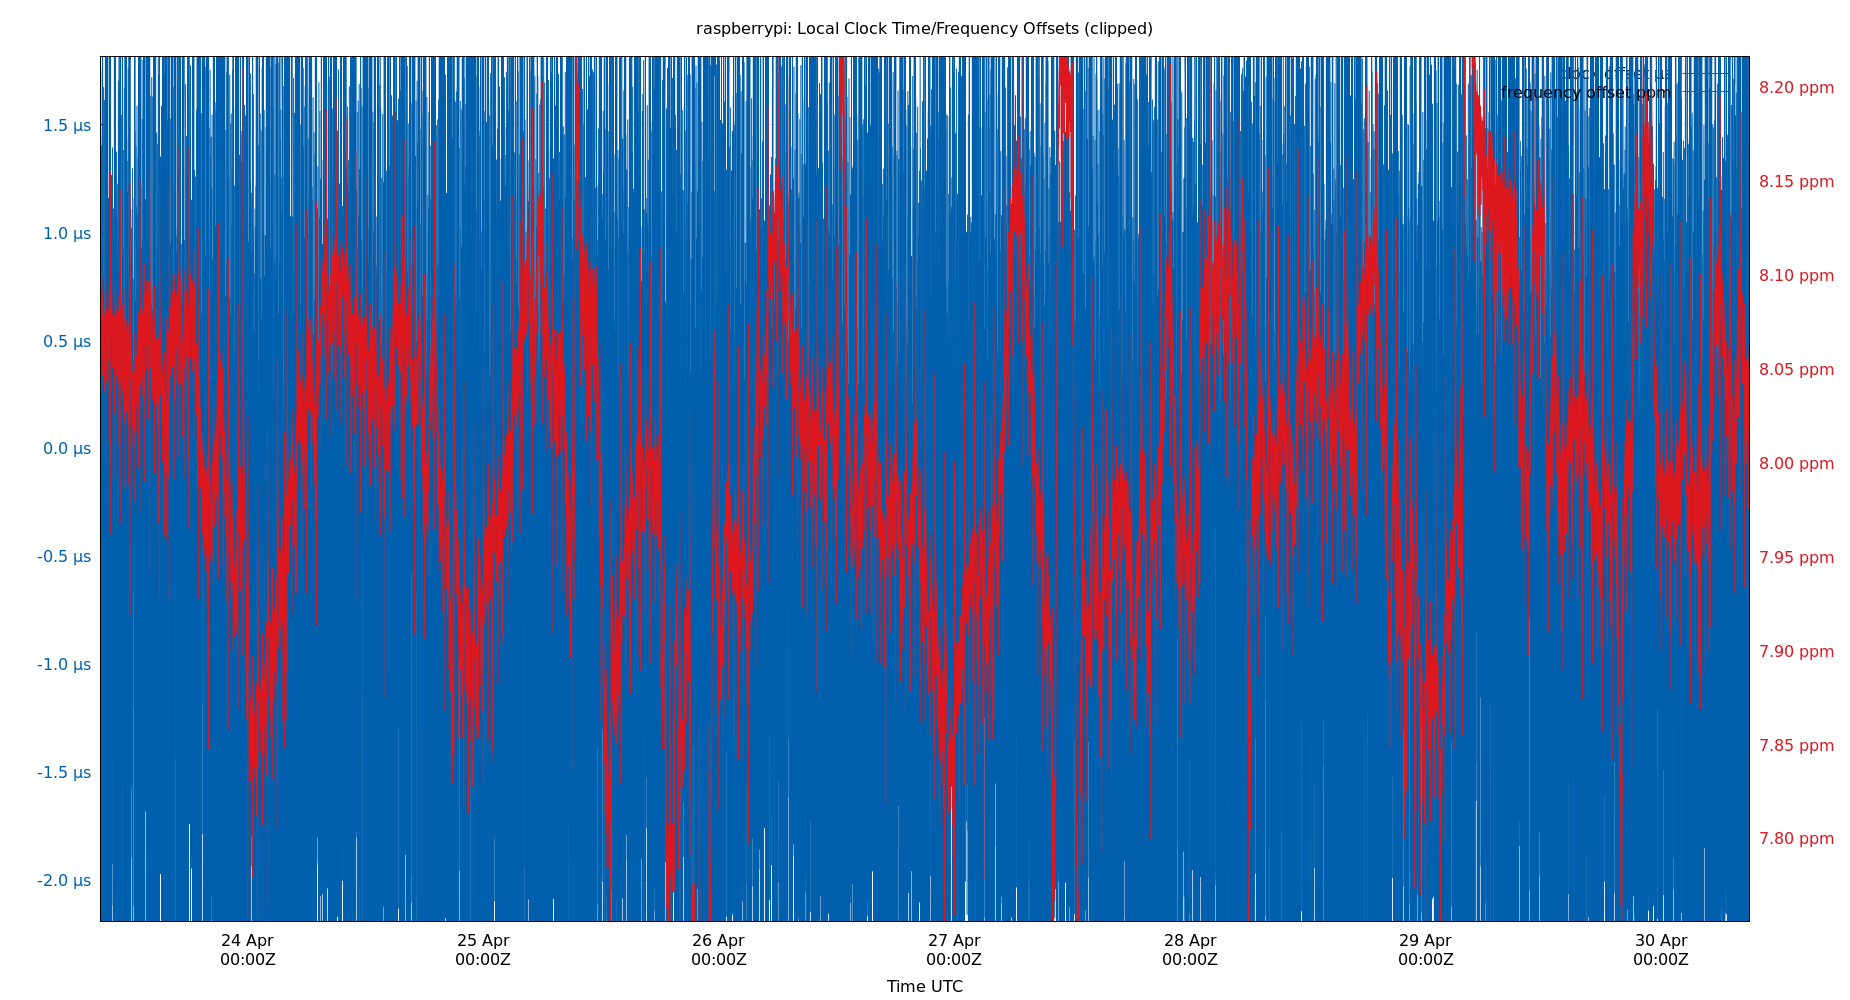 raspberrypi: Local Clock Time/Frequency Offsets (clipped)
clock offset µs
frequency offset ppm
1.5 µs
1.0 µs
0.5 µs
0.0 µs
-0.5 µs
-1.0 µs
-1.5 µs
-2.0 µs
8.20 ppm
8.15 ppm
8.10 ppm
8.05 ppm
8.00 ppm
7.95 ppm
7.90 ppm
7.85 ppm
7.80 ppm
24 Apr
00:00Z
25 Apr
00:00Z
26 Apr
00:00Z
27 Apr
00:00Z
28 Apr
00:00Z
29 Apr
00:00Z
30 Apr
00:00Z
Time UTC